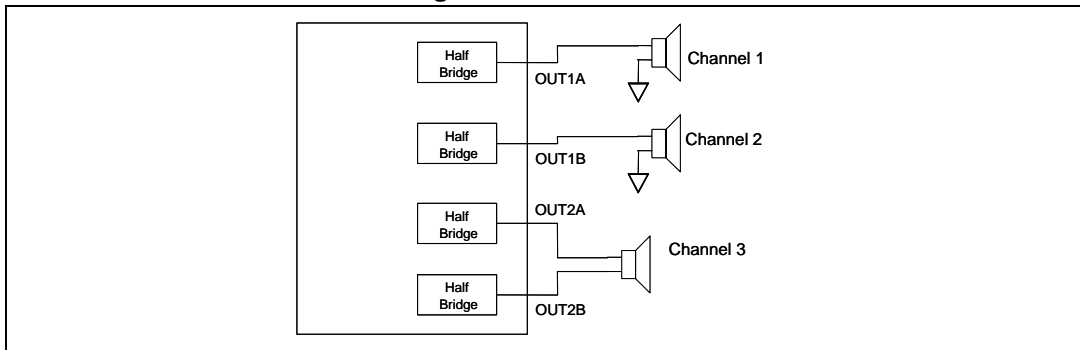 Half
Bridge
OUT1A
Channel 1
Half
Bridge
OUT1B
Channel 2
Half
Bridge
OUT2A
Channel 3
Half
Bridge
OUT2B